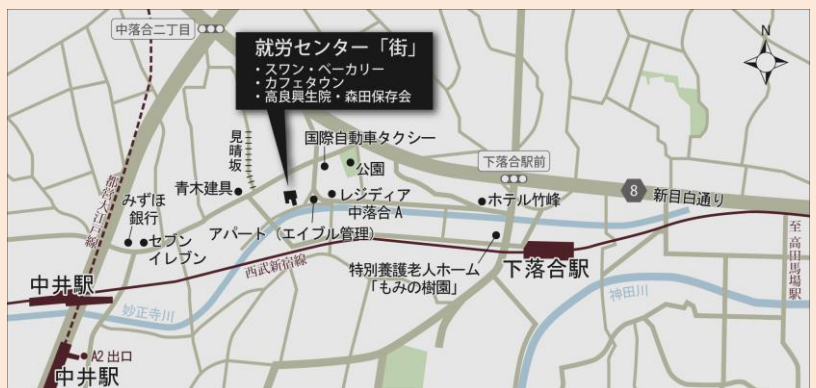 中落合二丁目
就労センター「街」
・スワン・ベーカリー
・カフェタウン
・高良興生院・森田保存会
N
見晴坂
国際自動車タクシー
公園
下落合駅前
都営大江戸線
みずほ
銀行
青木建具
レジディア
中落合 A
ホテル竹峰
8
新目白通り
セブン
イレブン
アパート（エイブル管理）
西武新宿線
特別養護老人ホーム
「もみの樹園」
下落合駅
至 高田馬場駅
中井駅
妙正寺川
神田川
A2 出口
中井駅